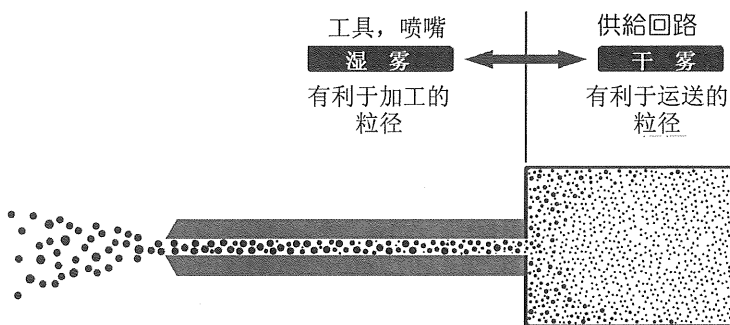 工具，喷嘴
湿 雾
有利于加工的
粒径
供給回路
干 雾
有利于运送的
粒径